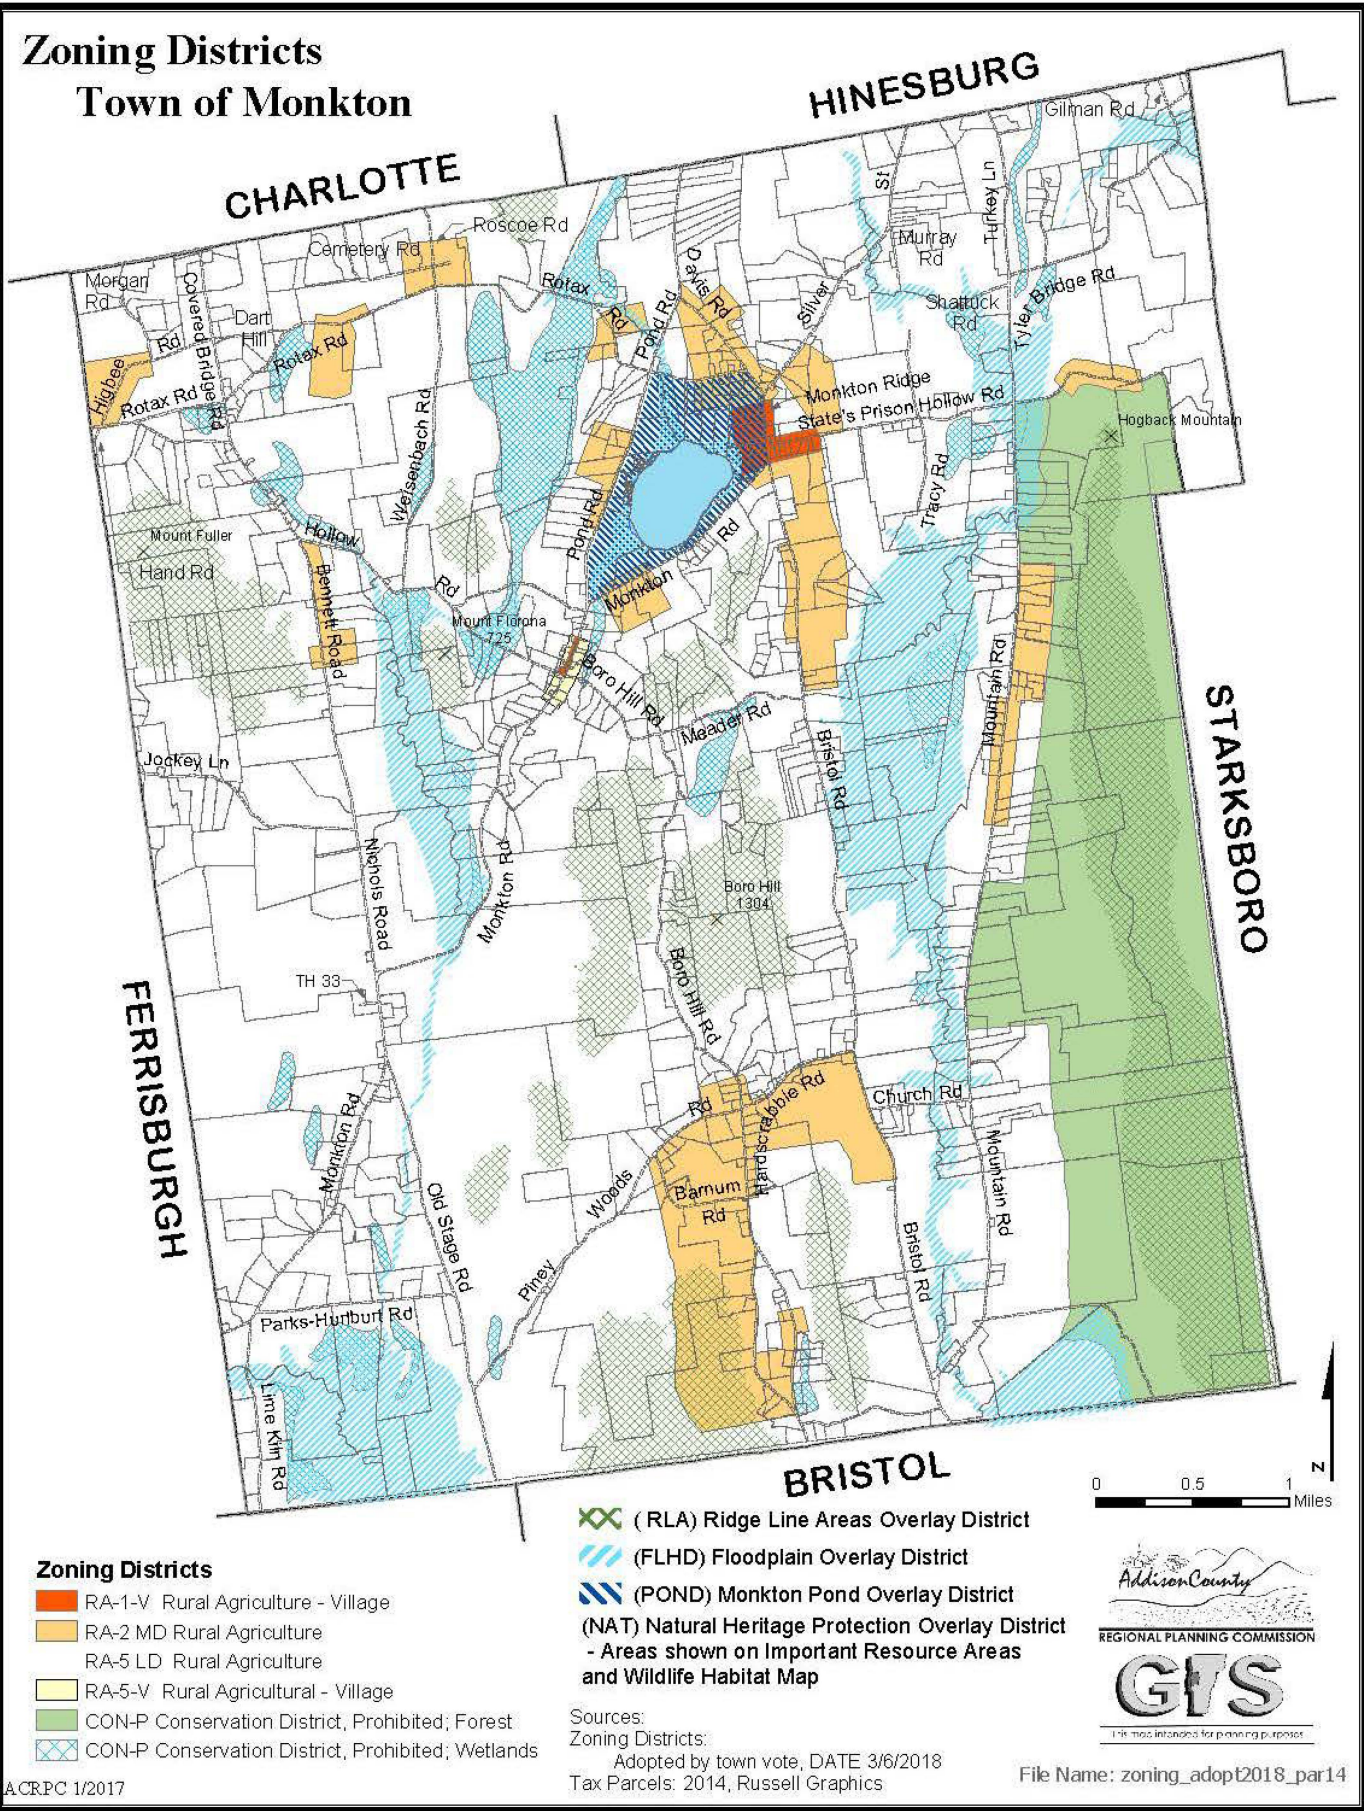 Zoning Districts
Town of Monkton
HINESBURG
CHARLOTTE
Gilman Rd
Roscoe Rd
Cemetery Rd
St
Turkey Ln
Murray
Rd
Morgan
Rd
Covered Bridge Rd
Dart
Hill
Rd
Rotax Rd
Rotax
Rd
Pond Rd
Davis Rd
Silver
Shattuck
Rd
Tyler Bridge Rd
Higbee
Rotax Rd
Monkton Ridge
State's Prison Hollow Rd
Hogback Mountain
Weisenbach Rd
Tracy Rd
Mount Fuller
Hand Rd
Hollow
Rd
Pond Rd
Rd
Monkton
Bennett Road
Mount Florona
725
Boro Hill Rd
Meader Rd
Mountain Rd
STARKSBORO
Jockey Ln
Bristol Rd
Nichols Road
Monkton Rd
Boro Hill
1304
Boro Hill Rd
TH 33
FERRISBURGH
Monkton Rd
Rd
Hardscrabble Rd
Church Rd
Mountain Rd
Woods
Barnum
Rd
Old Stage Rd
Piney
Bristol Rd
Parks-Hurlburt Rd
Lime Kiln Rd
BRISTOL
N
0 0.5 1
Miles
Zoning Districts
RA-1-V Rural Agriculture - Village
RA-2 MD Rural Agriculture
RA-5 LD Rural Agriculture
RA-5-V Rural Agricultural - Village
CON-P Conservation District, Prohibited; Forest
CON-P Conservation District, Prohibited; Wetlands
ACRPC 1/2017
( RLA) Ridge Line Areas Overlay District
(FLHD) Floodplain Overlay District
(POND) Monkton Pond Overlay District
(NAT) Natural Heritage Protection Overlay District
- Areas shown on Important Resource Areas
and Wildlife Habitat Map
Sources:
Zoning Districts:
Adopted by town vote, DATE 3/6/2018
Tax Parcels: 2014, Russell Graphics
Addison County
REGIONAL PLANNING COMMISSION
GIS
This map intended for planning purposes
File Name: zoning_adopt2018_par14